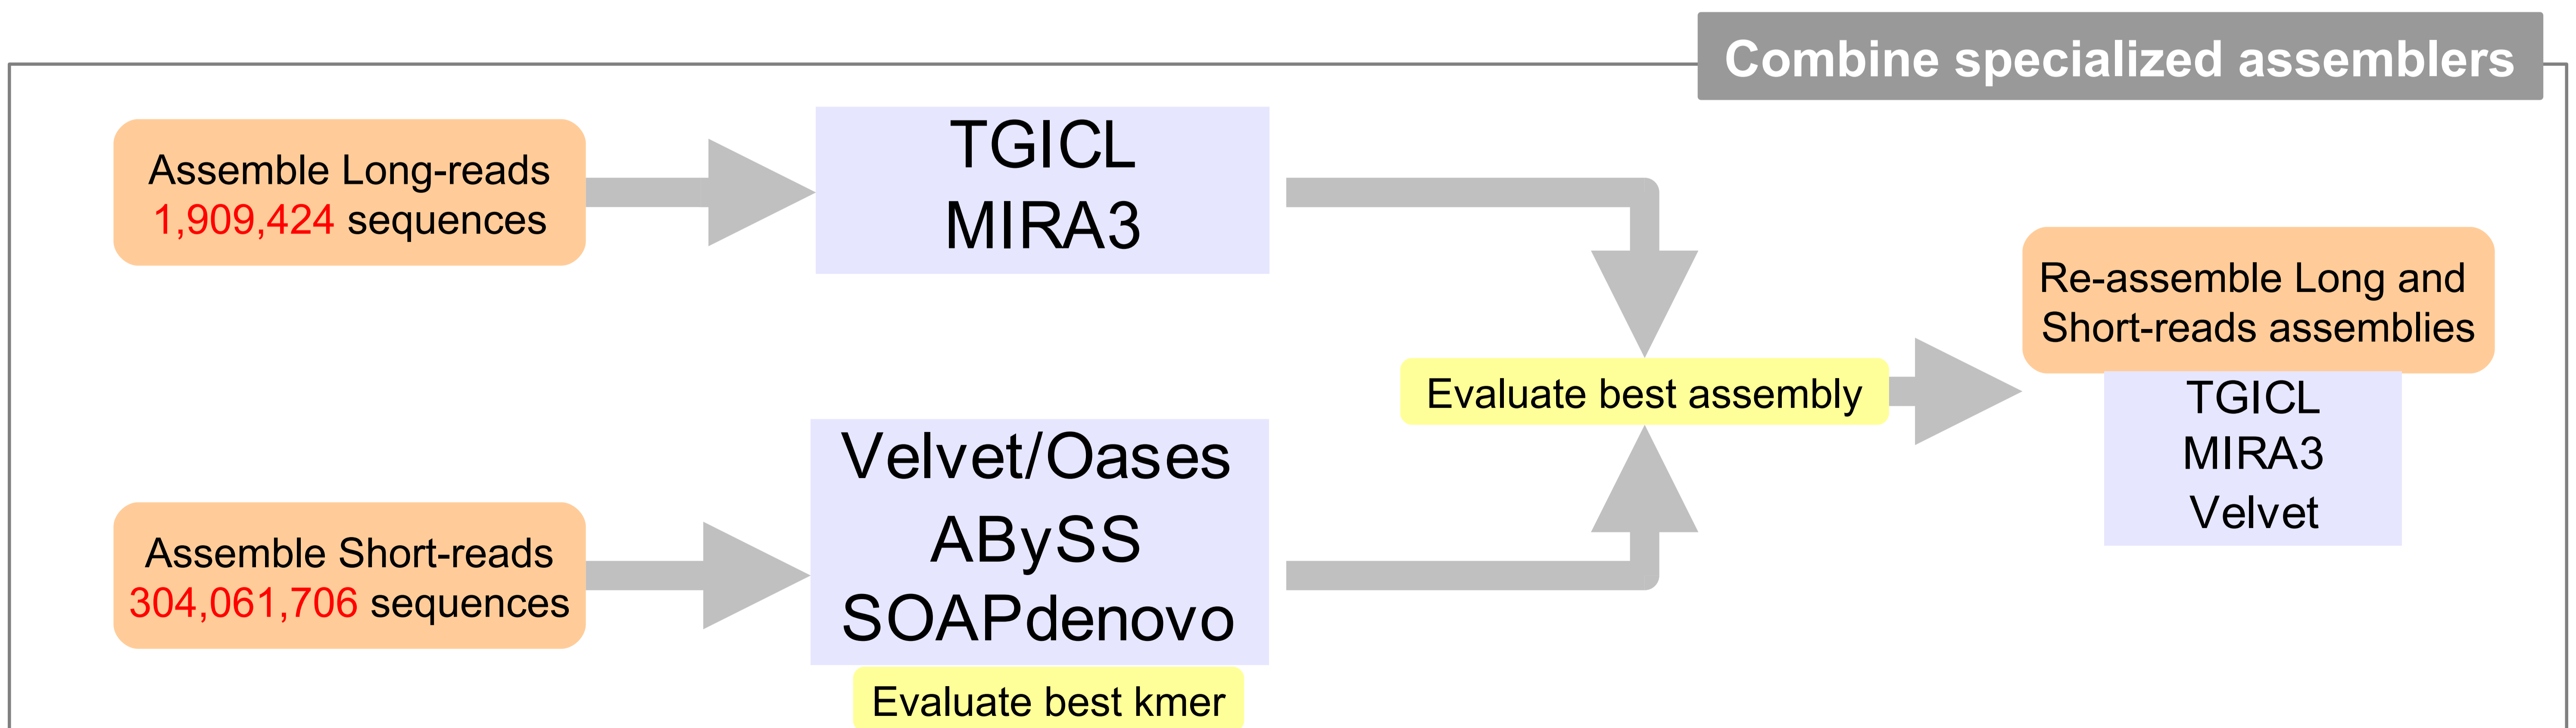 Combine specialized assemblers
Assemble Long-reads
1,909,424 sequences
TGICL
MIRA3
Assemble Short-reads
304,061,706 sequences
Velvet/Oases
ABySS
SOAPdenovo
Evaluate best kmer
Evaluate best assembly
Re-assemble Long and
Short-reads assemblies
TGICL
MIRA3
Velvet